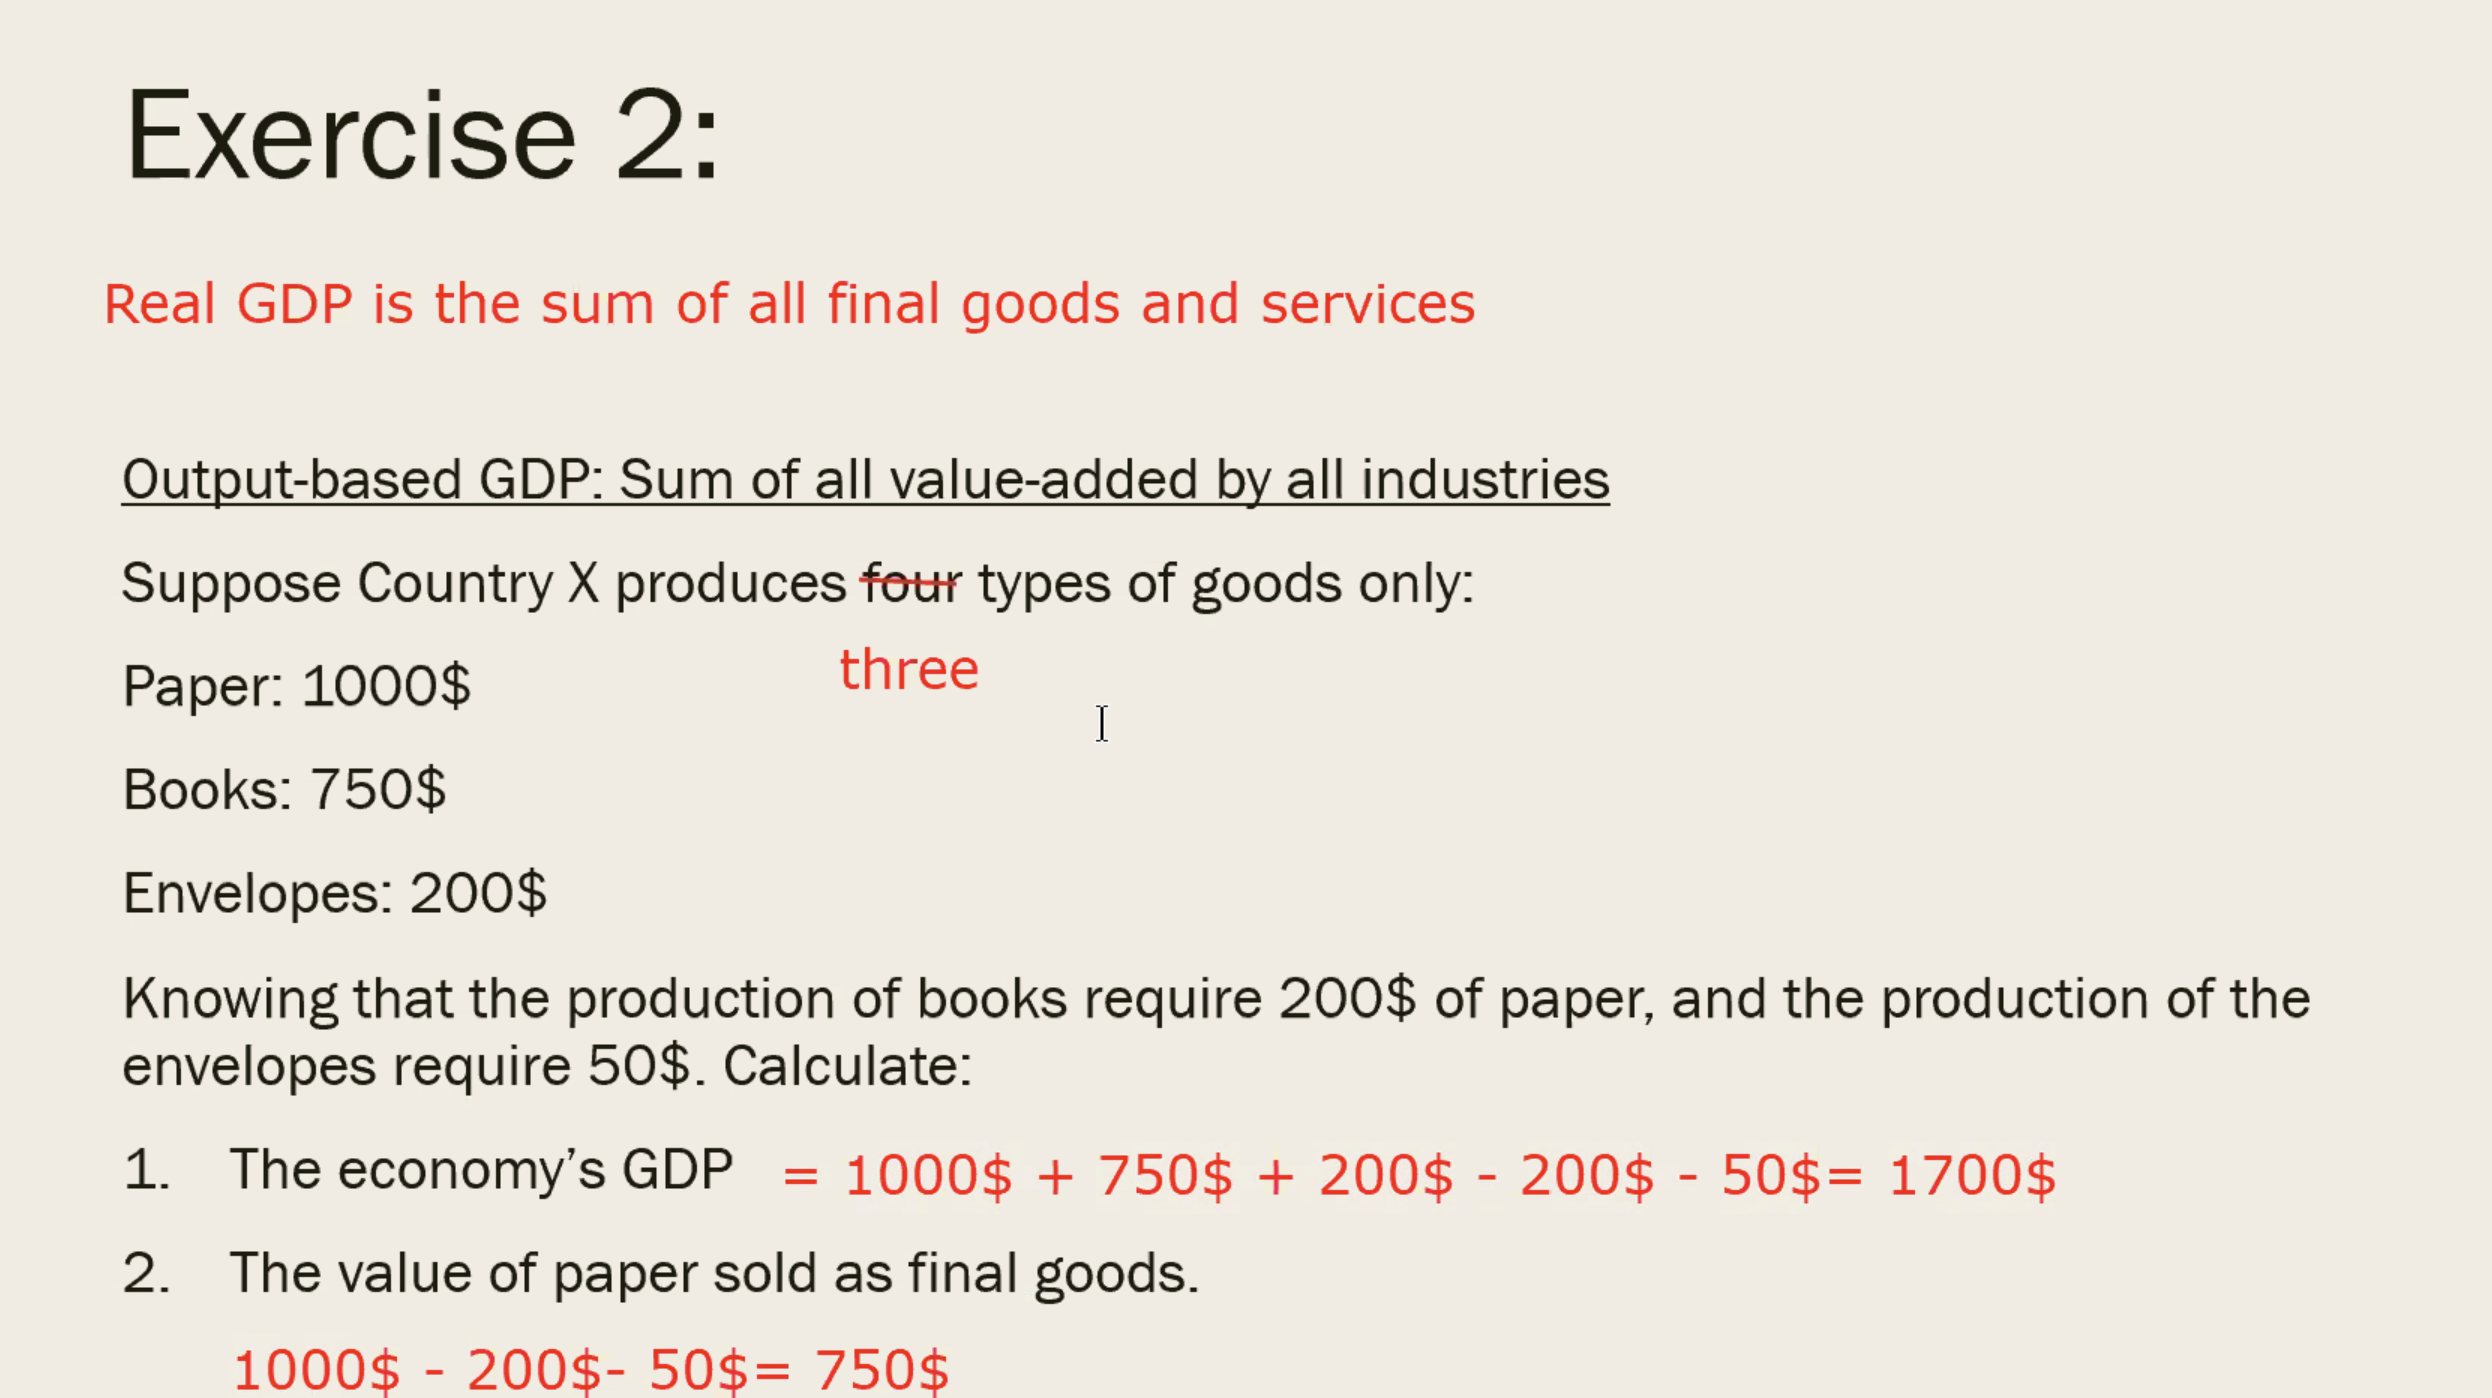 Exercise 2:
Real GDP is the sum of all final goods and services
Output-based GDP: Sum of all value-added by all industries
Suppose Country X produces four types of goods only:
three
Paper: 1000$
Books: 750$
Envelopes: 200$
Knowing that the production of books require 200$ of paper, and the production of the
envelopes require 50$. Calculate:
1. The economy’s GDP = 1000$ + 750$ + 200$ - 200$ - 50$= 1700$
2. The value of paper sold as final goods.
1000$ - 200$- 50$= 750$